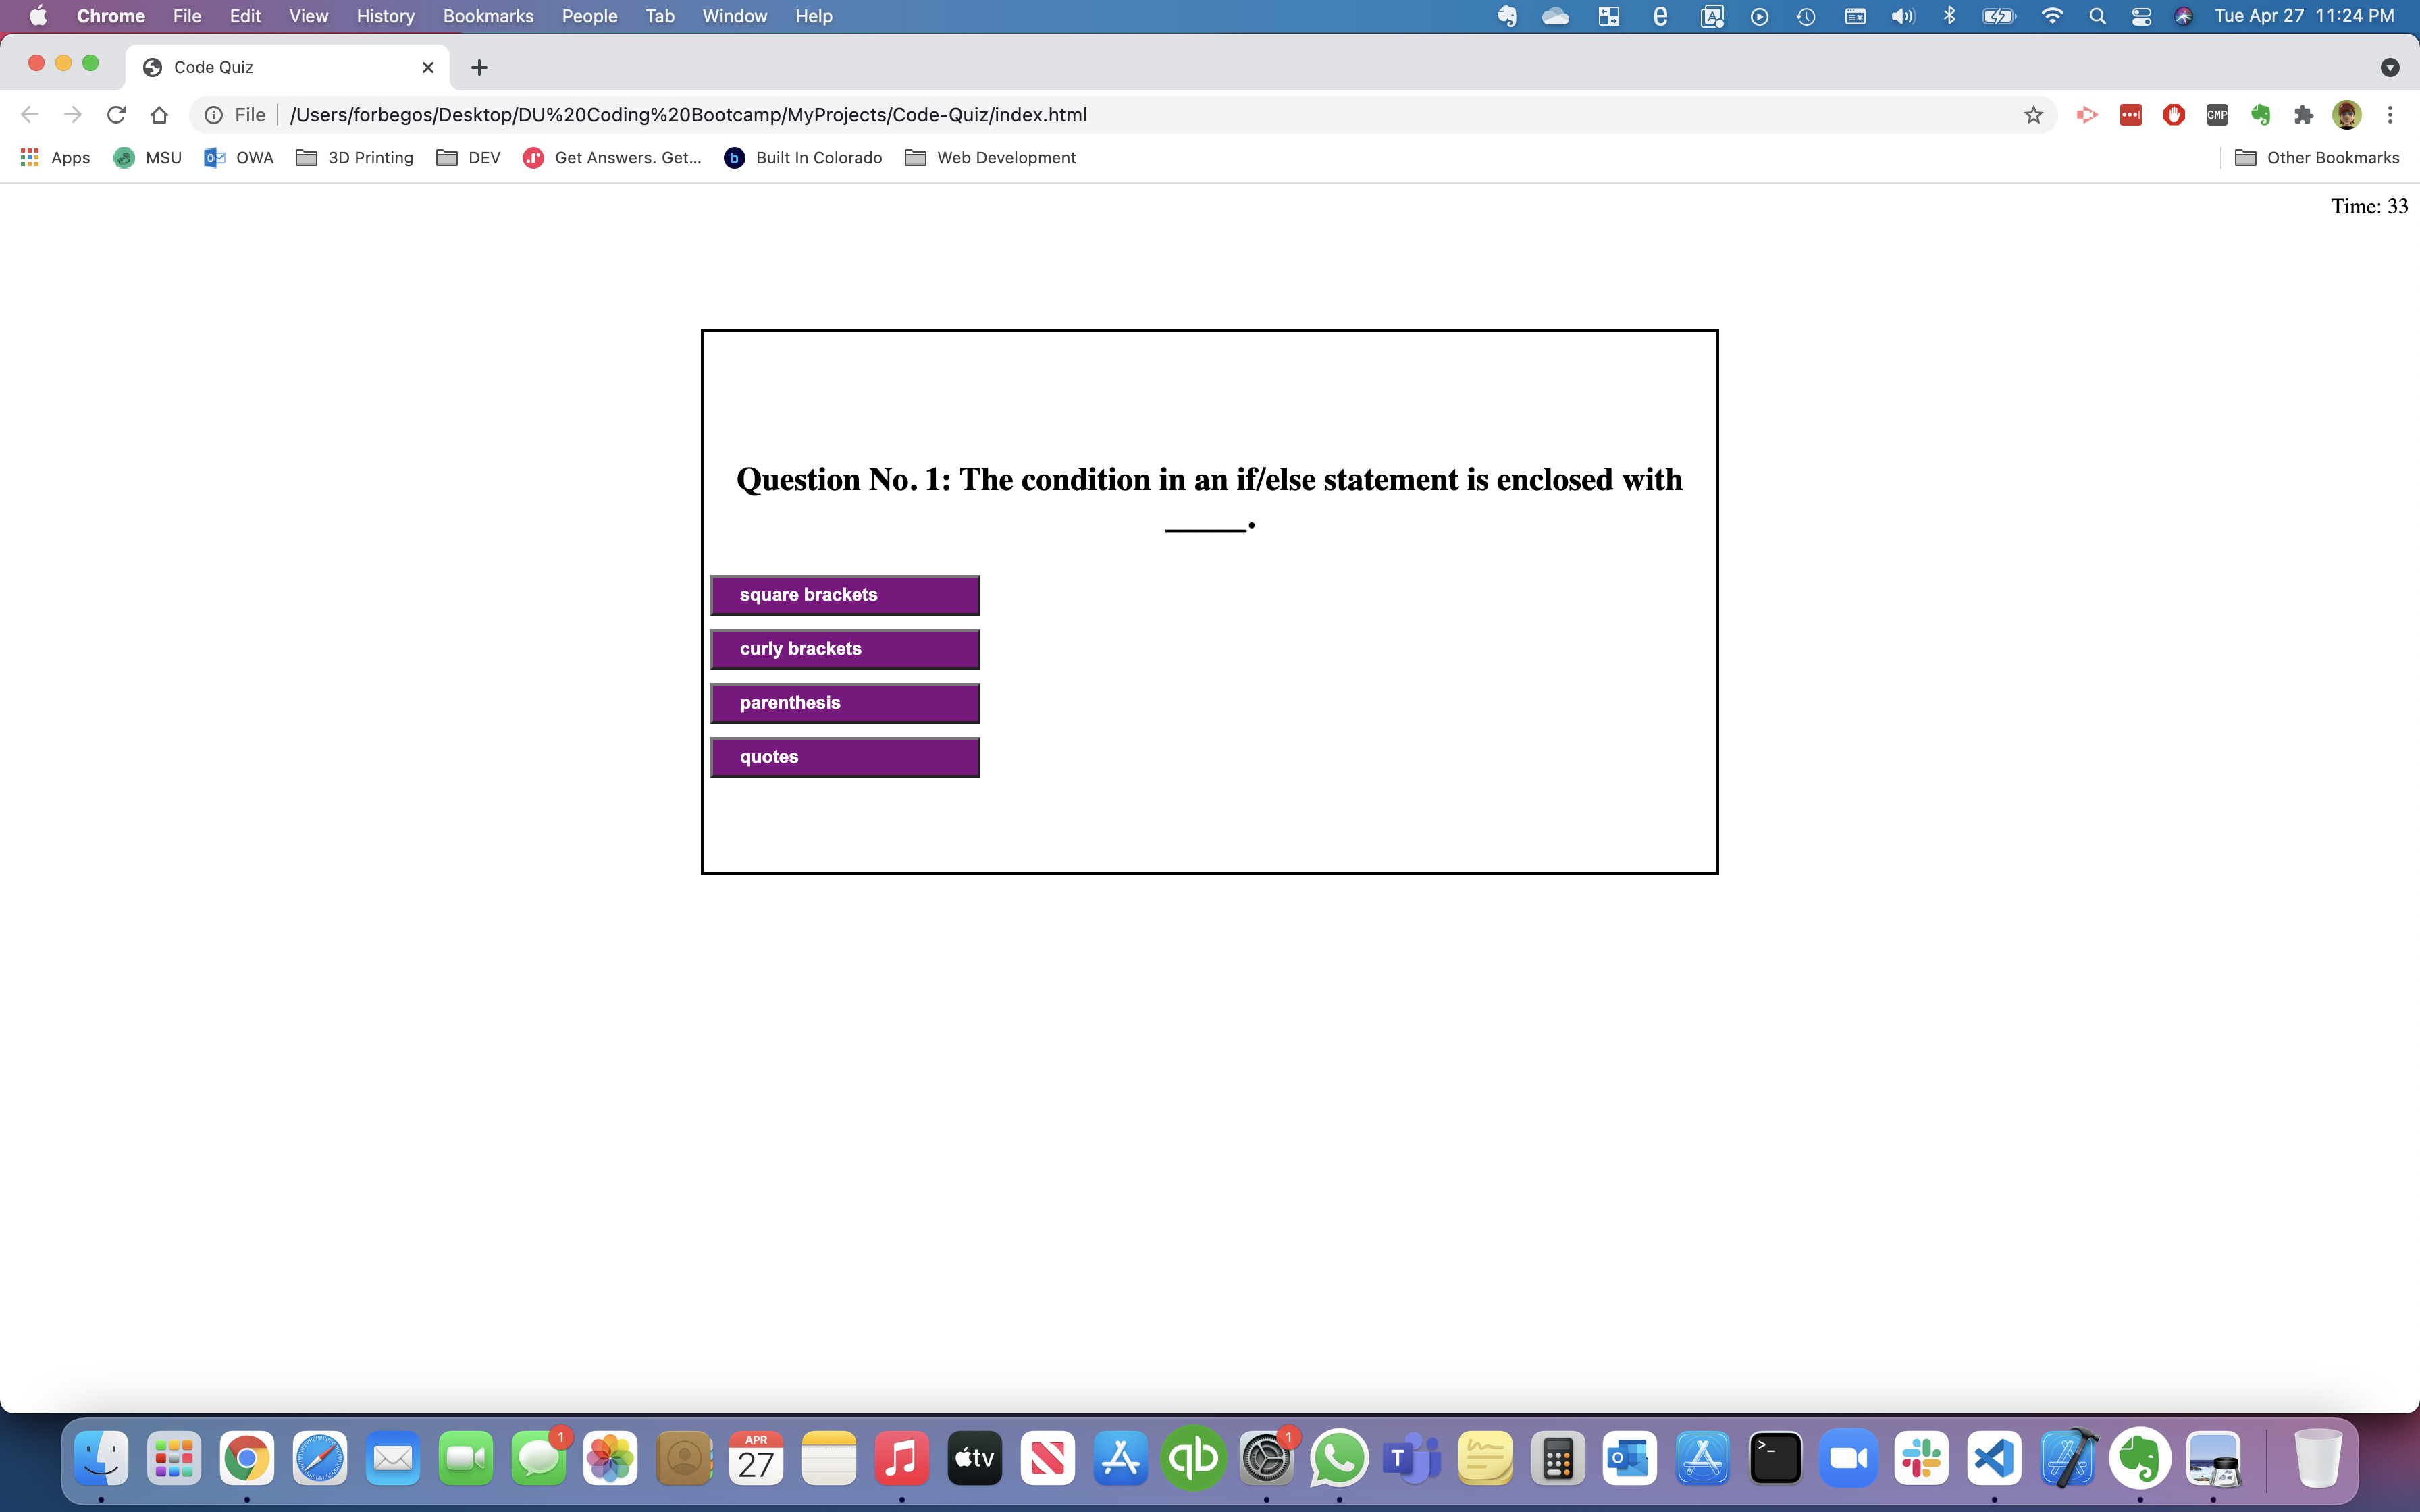 Chrome File Edit View History Bookmarks People Tab Window Help Tue Apr 27 11:24 PM
Code Quiz
File /Users/forbegos/Desktop/DU%20Coding%20Bootcamp/MyProjects/Code-Quiz/index.html GMP
Apps MSU OWA 3D Printing DEV Get Answers. Get... b Built In Colorado Web Development Other Bookmarks
Time: 33
Question No. 1: The condition in an if/else statement is enclosed with
_____.
square brackets
curly brackets
parenthesis
quotes
1 APR 27 tv qb 1 T O >_